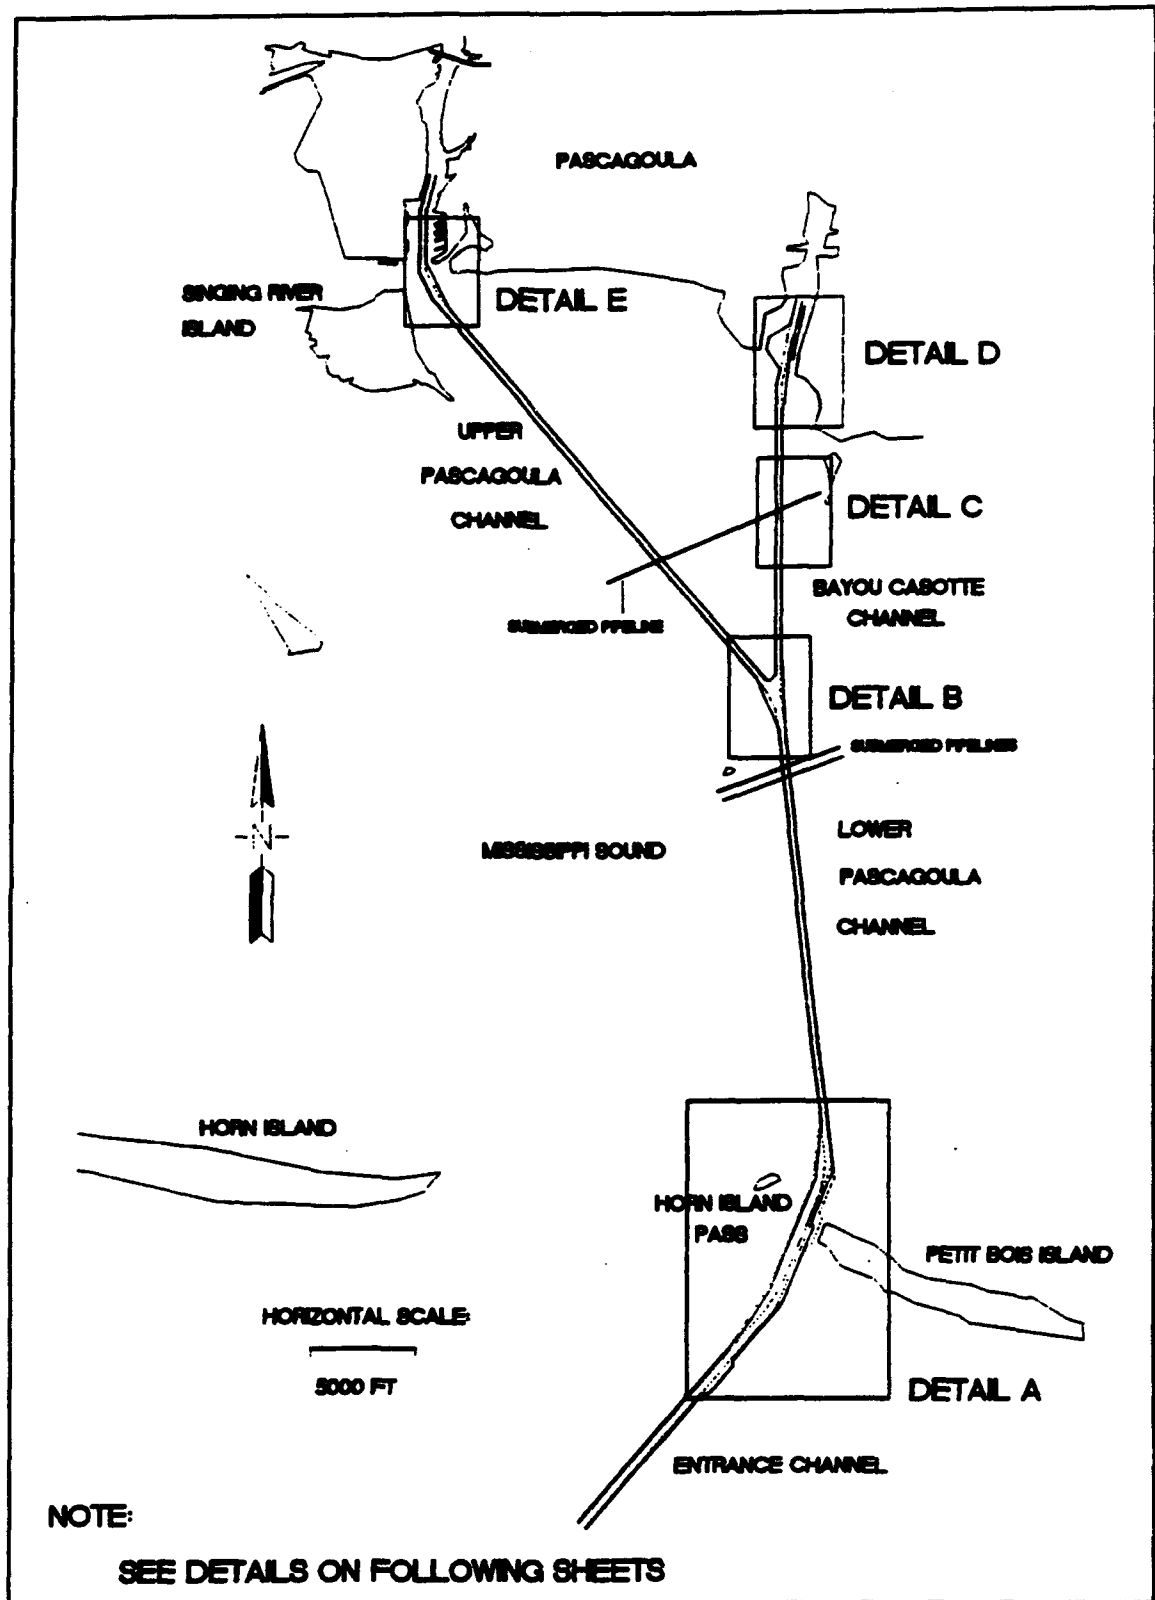 PASCAGOULA
SINGING RIVER
ISLAND
DETAIL E
DETAIL D
UPPER
PASCAGOULA
CHANNEL
DETAIL C
BAYOU CASOTTE
CHANNEL
SUBMERGED PIPELINE
DETAIL B
SUBMERGED PIPELINES
N
MISSISSIPPI SOUND
LOWER
PASCAGOULA
CHANNEL
HORN ISLAND
HORN ISLAND
PASS
PETIT BOIS ISLAND
HORIZONTAL SCALE:
5000 FT
DETAIL A
ENTRANCE CHANNEL
NOTE:
SEE DETAILS ON FOLLOWING SHEETS